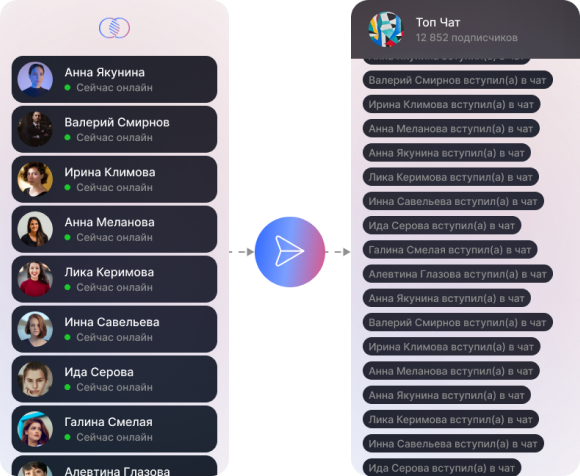 Анна Якунина
Сейчас онлайн
Валерий Смирнов
Сейчас онлайн
Ирина Климова
Сейчас онлайн
Анна Меланова
Сейчас онлайн
Лика Керимова
Сейчас онлайн
Инна Савельева
Сейчас онлайн
Ида Серова
Сейчас онлайн
Галина Смелая
Сейчас онлайн
Алевтина Глазова
Топ Чат
12 852 подписчиков
Валерий Смирнов вступил(а) в чат
Ирина Климова вступил(а) в чат
Анна Меланова вступил(а) в чат
Анна Якунина вступил(а) в чат
Лика Керимова вступил(а) в чат
Инна Савельева вступил(а) в чат
Ида Серова вступил(а) в чат
Галина Смелая вступил(а) в чат
Алевтина Глазова вступил(а) в чат
Анна Якунина вступил(а) в чат
Валерий Смирнов вступил(а) в чат
Ирина Климова вступил(а) в чат
Анна Меланова вступил(а) в чат
Анна Якунина вступил(а) в чат
Лика Керимова вступил(а) в чат
Инна Савельева вступил(а) в чат
Ида Серова вступил(а) в чат